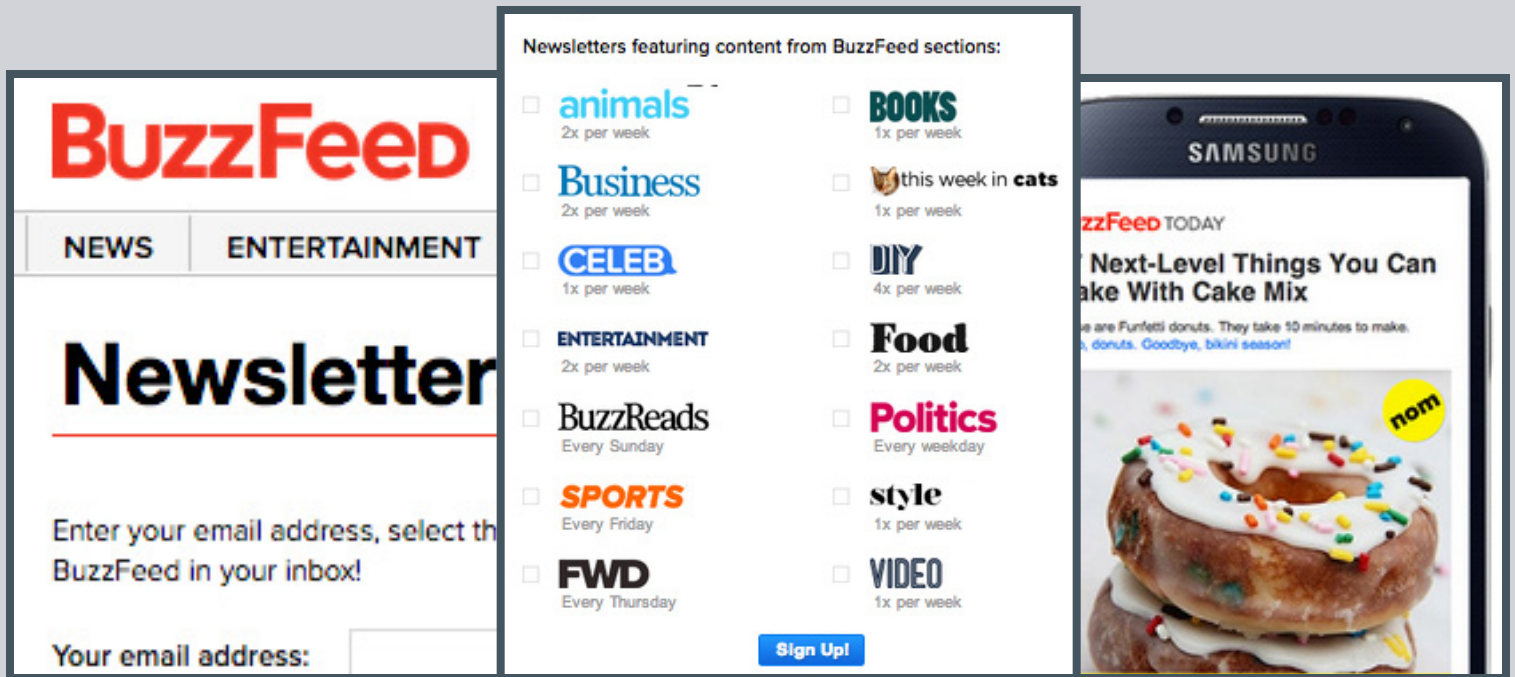 BuzzFeed
NEWS ENTERTAINMENT
Newsletter
Enter your email address, select th
BuzzFeed in your inbox!
Your email address:
Newsletters featuring content from BuzzFeed sections:
animals
2x per week
BOOKS
1x per week
Business
2x per week
this week in cats
1x per week
CELEB
1x per week
DIY
4x per week
ENTERTAINMENT
2x per week
Food
2x per week
BuzzReads
Every Sunday
Politics
Every weekday
SPORTS
Every Friday
style
1x per week
FWD
Every Thursday
VIDEO
1x per week
Sign Up!
SAMSUNG
zzFeed TODAY
Next-Level Things You Can
ake With Cake Mix
se are Funfetti donuts. They take 10 minutes to make.
, donuts. Goodbye, bikini season!
nom